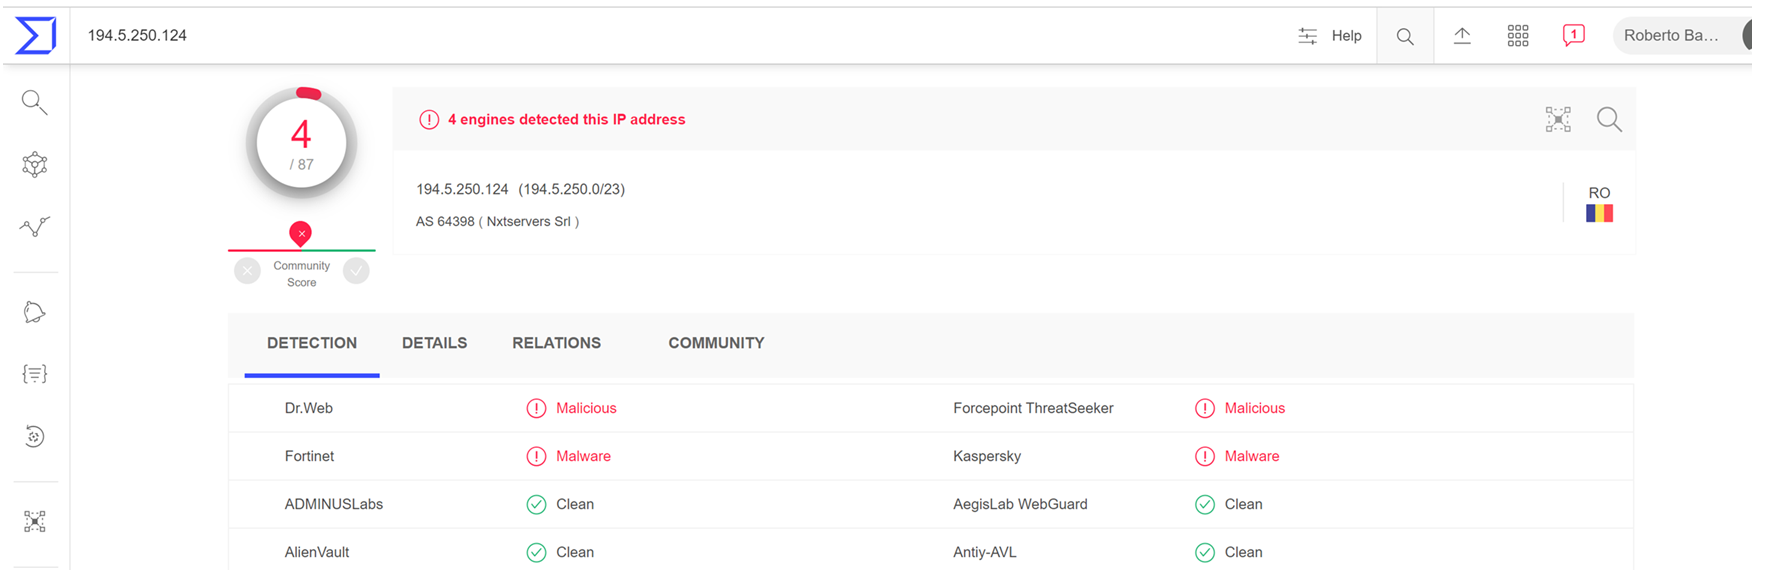 194.5.250.124
Help
1
Roberto Ba...
4
/ 87
4 engines detected this IP address
194.5.250.124 (194.5.250.0/23)
AS 64398 ( Nxtservers Srl )
RO
Community
Score
DETECTION DETAILS RELATIONS COMMUNITY
Dr.Web Malicious Forcepoint ThreatSeeker Malicious
Fortinet Malware Kaspersky Malware
ADMINUSLabs Clean AegisLab WebGuard Clean
AlienVault Clean Antiy-AVL Clean